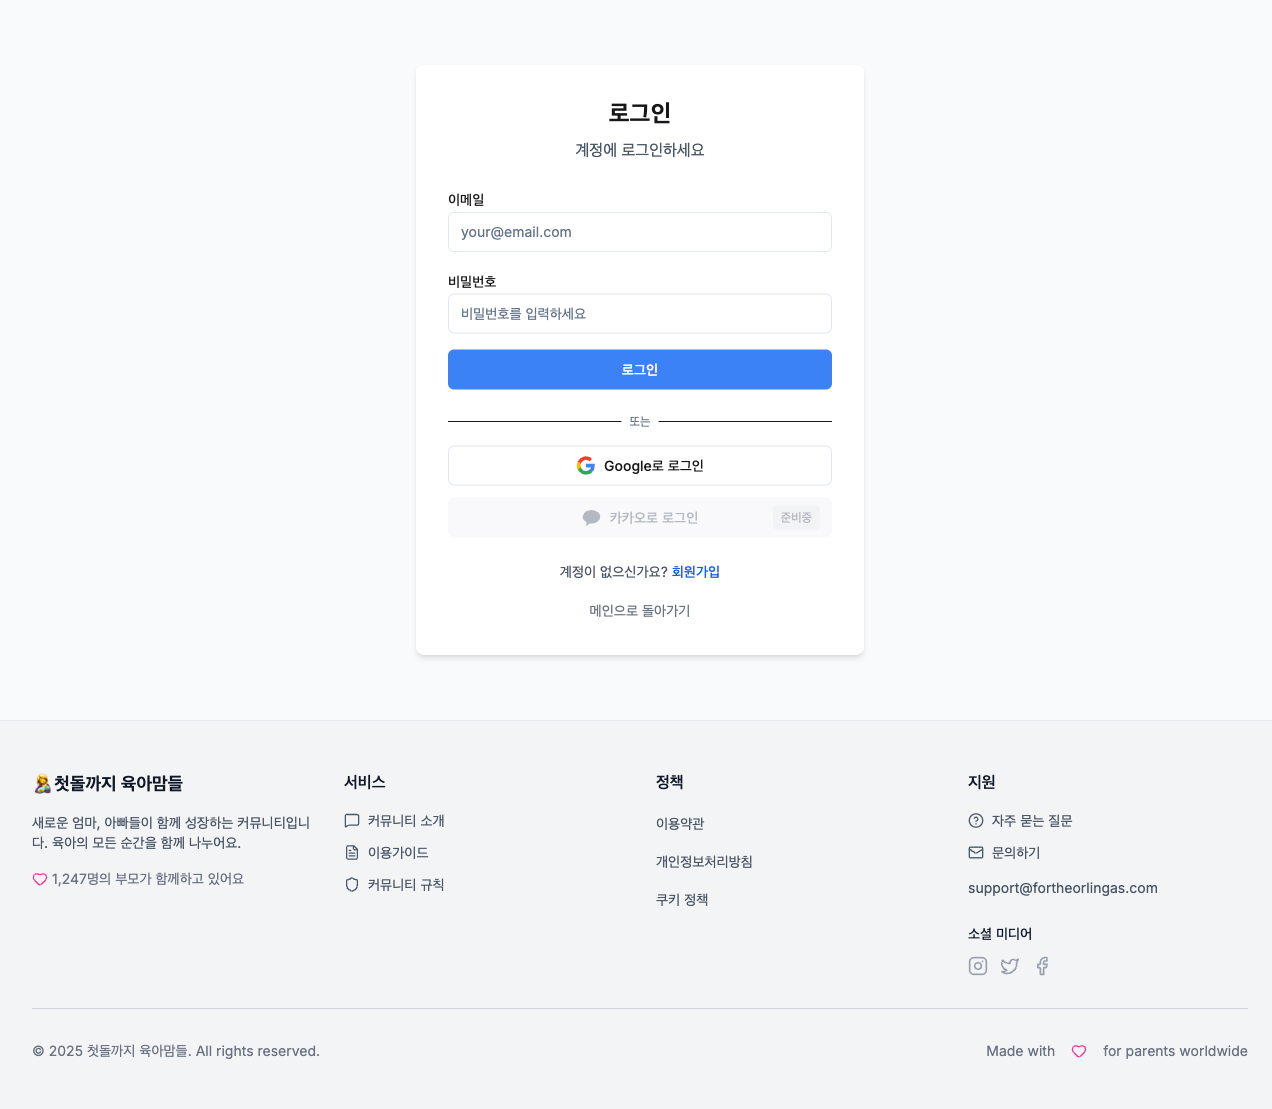 로그인
계정에 로그인하세요
이메일
your@email.com
비밀번호
비밀번호를 입력하세요
로그인
또는
Google로 로그인
카카오로 로그인
준비중
계정이 없으신가요? 회원가입
메인으로 돌아가기
첫돌까지 육아맘들
새로운 엄마, 아빠들이 함께 성장하는 커뮤니티입니
다. 육아의 모든 순간을 함께 나누어요.
1,247명의 부모가 함께하고 있어요
서비스
커뮤니티 소개
이용가이드
커뮤니티 규칙
정책
이용약관
개인정보처리방침
쿠키 정책
지원
자주 묻는 질문
문의하기
support@fortheorlingas.com
소셜 미디어
© 2025 첫돌까지 육아맘들. All rights reserved.
Made with for parents worldwide